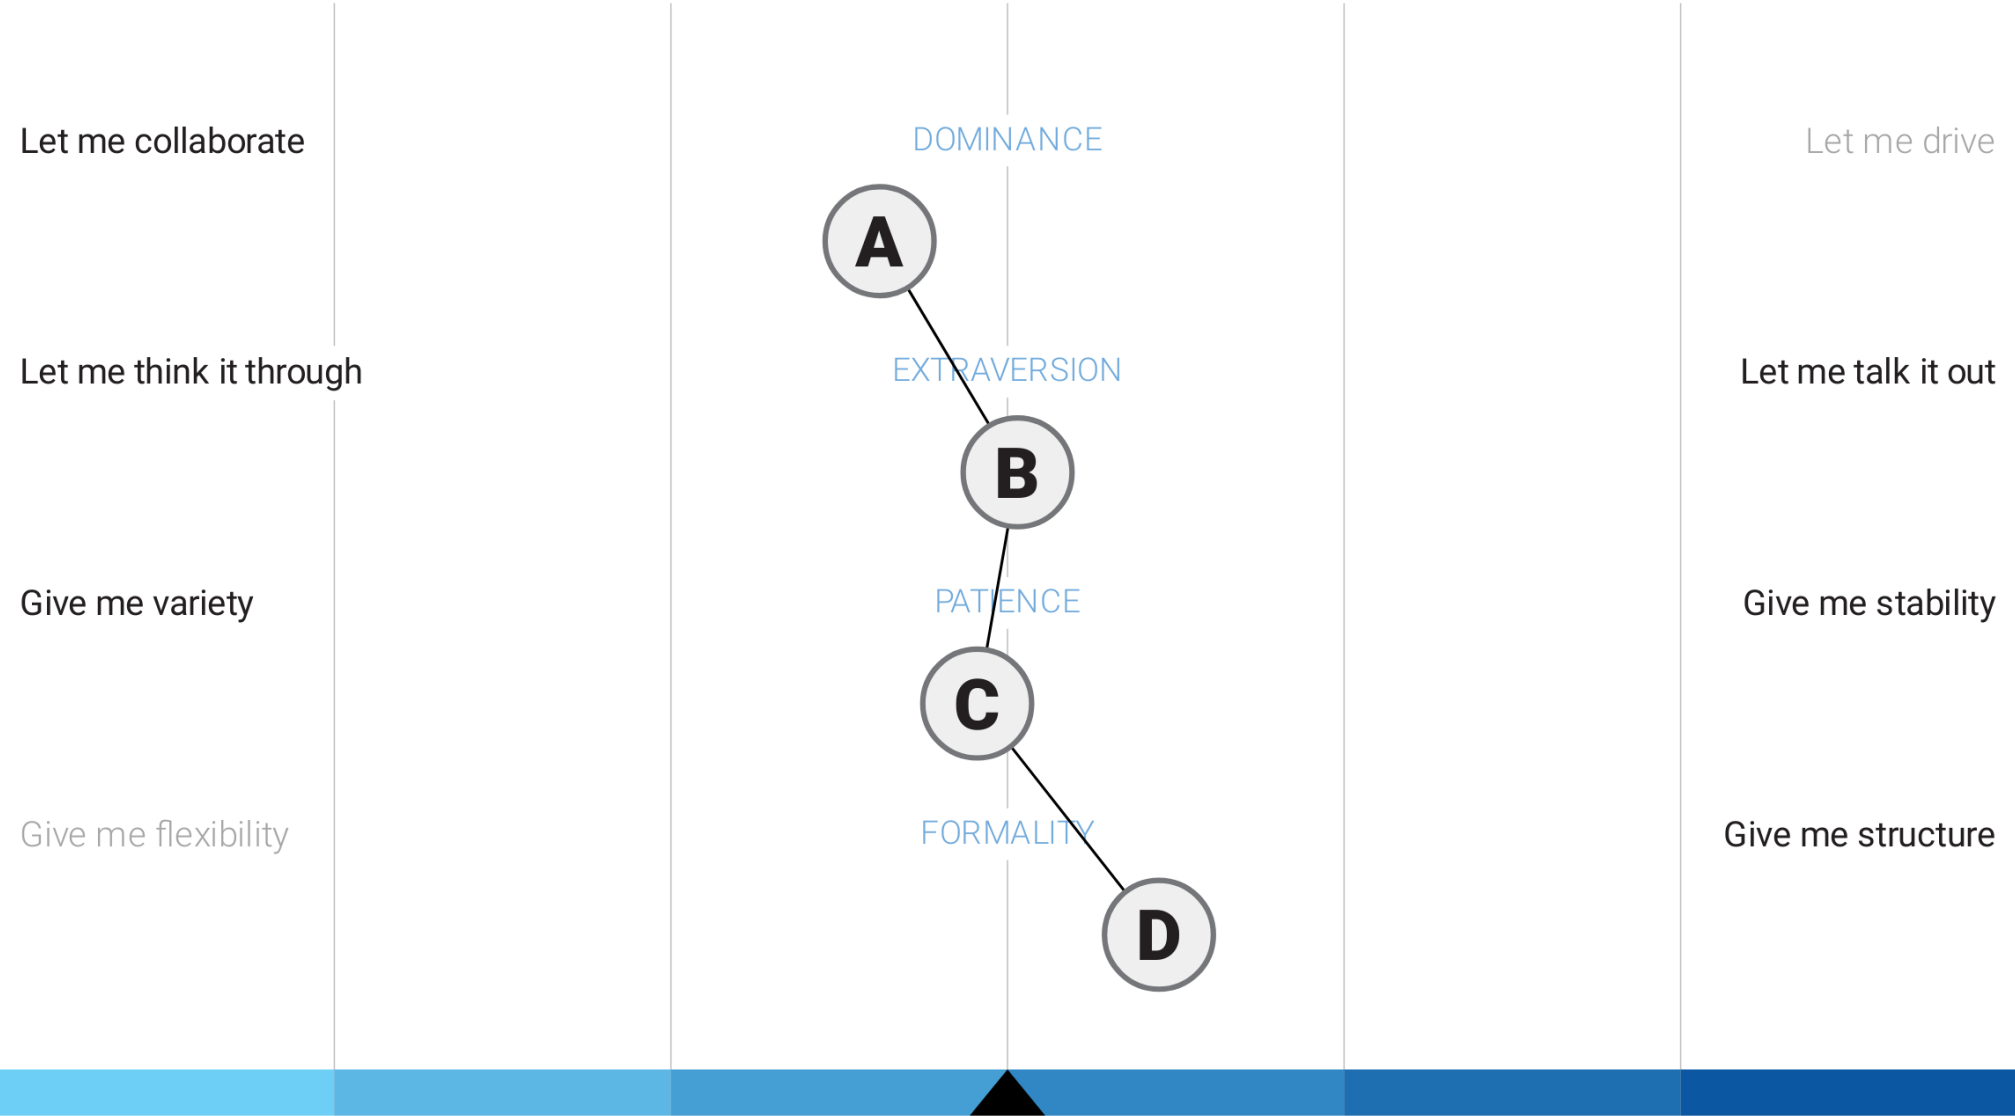 DOMINANCE
Let me collaborate
Let me drive
A
EXTRAVERSION
Let me think it through
Let me talk it out
B
PATIENCE
Give me variety
Give me stability
C
FORMALITY
Give me flexibility
Give me structure
D